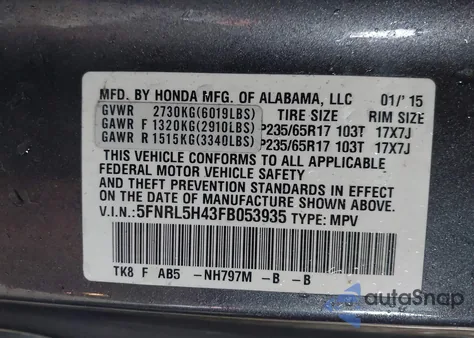 MFD. BY HONDA MFG. OF ALABAMA, LLC 01/'15
GVWR 2730KG(6019LBS) TIRE SIZE RIM SIZE
GAWR F 1320KG(2910LBS) P235/65R17 103T 17X7J
GAWR R 1515KG(3340LBS) P235/65R17 103T 17X7J
THIS VEHICLE CONFORMS TO ALL APPLICABLE
FEDERAL MOTOR VEHICLE SAFETY
AND THEFT PREVENTION STANDARDS IN EFFECT
ON THE DATE OF MANUFACTURE SHOWN ABOVE.
V.I.N.: 5FNRL5H43FB053935 TYPE: MPV
TK8 F AB5 -NH797M -B -B
autoSnap